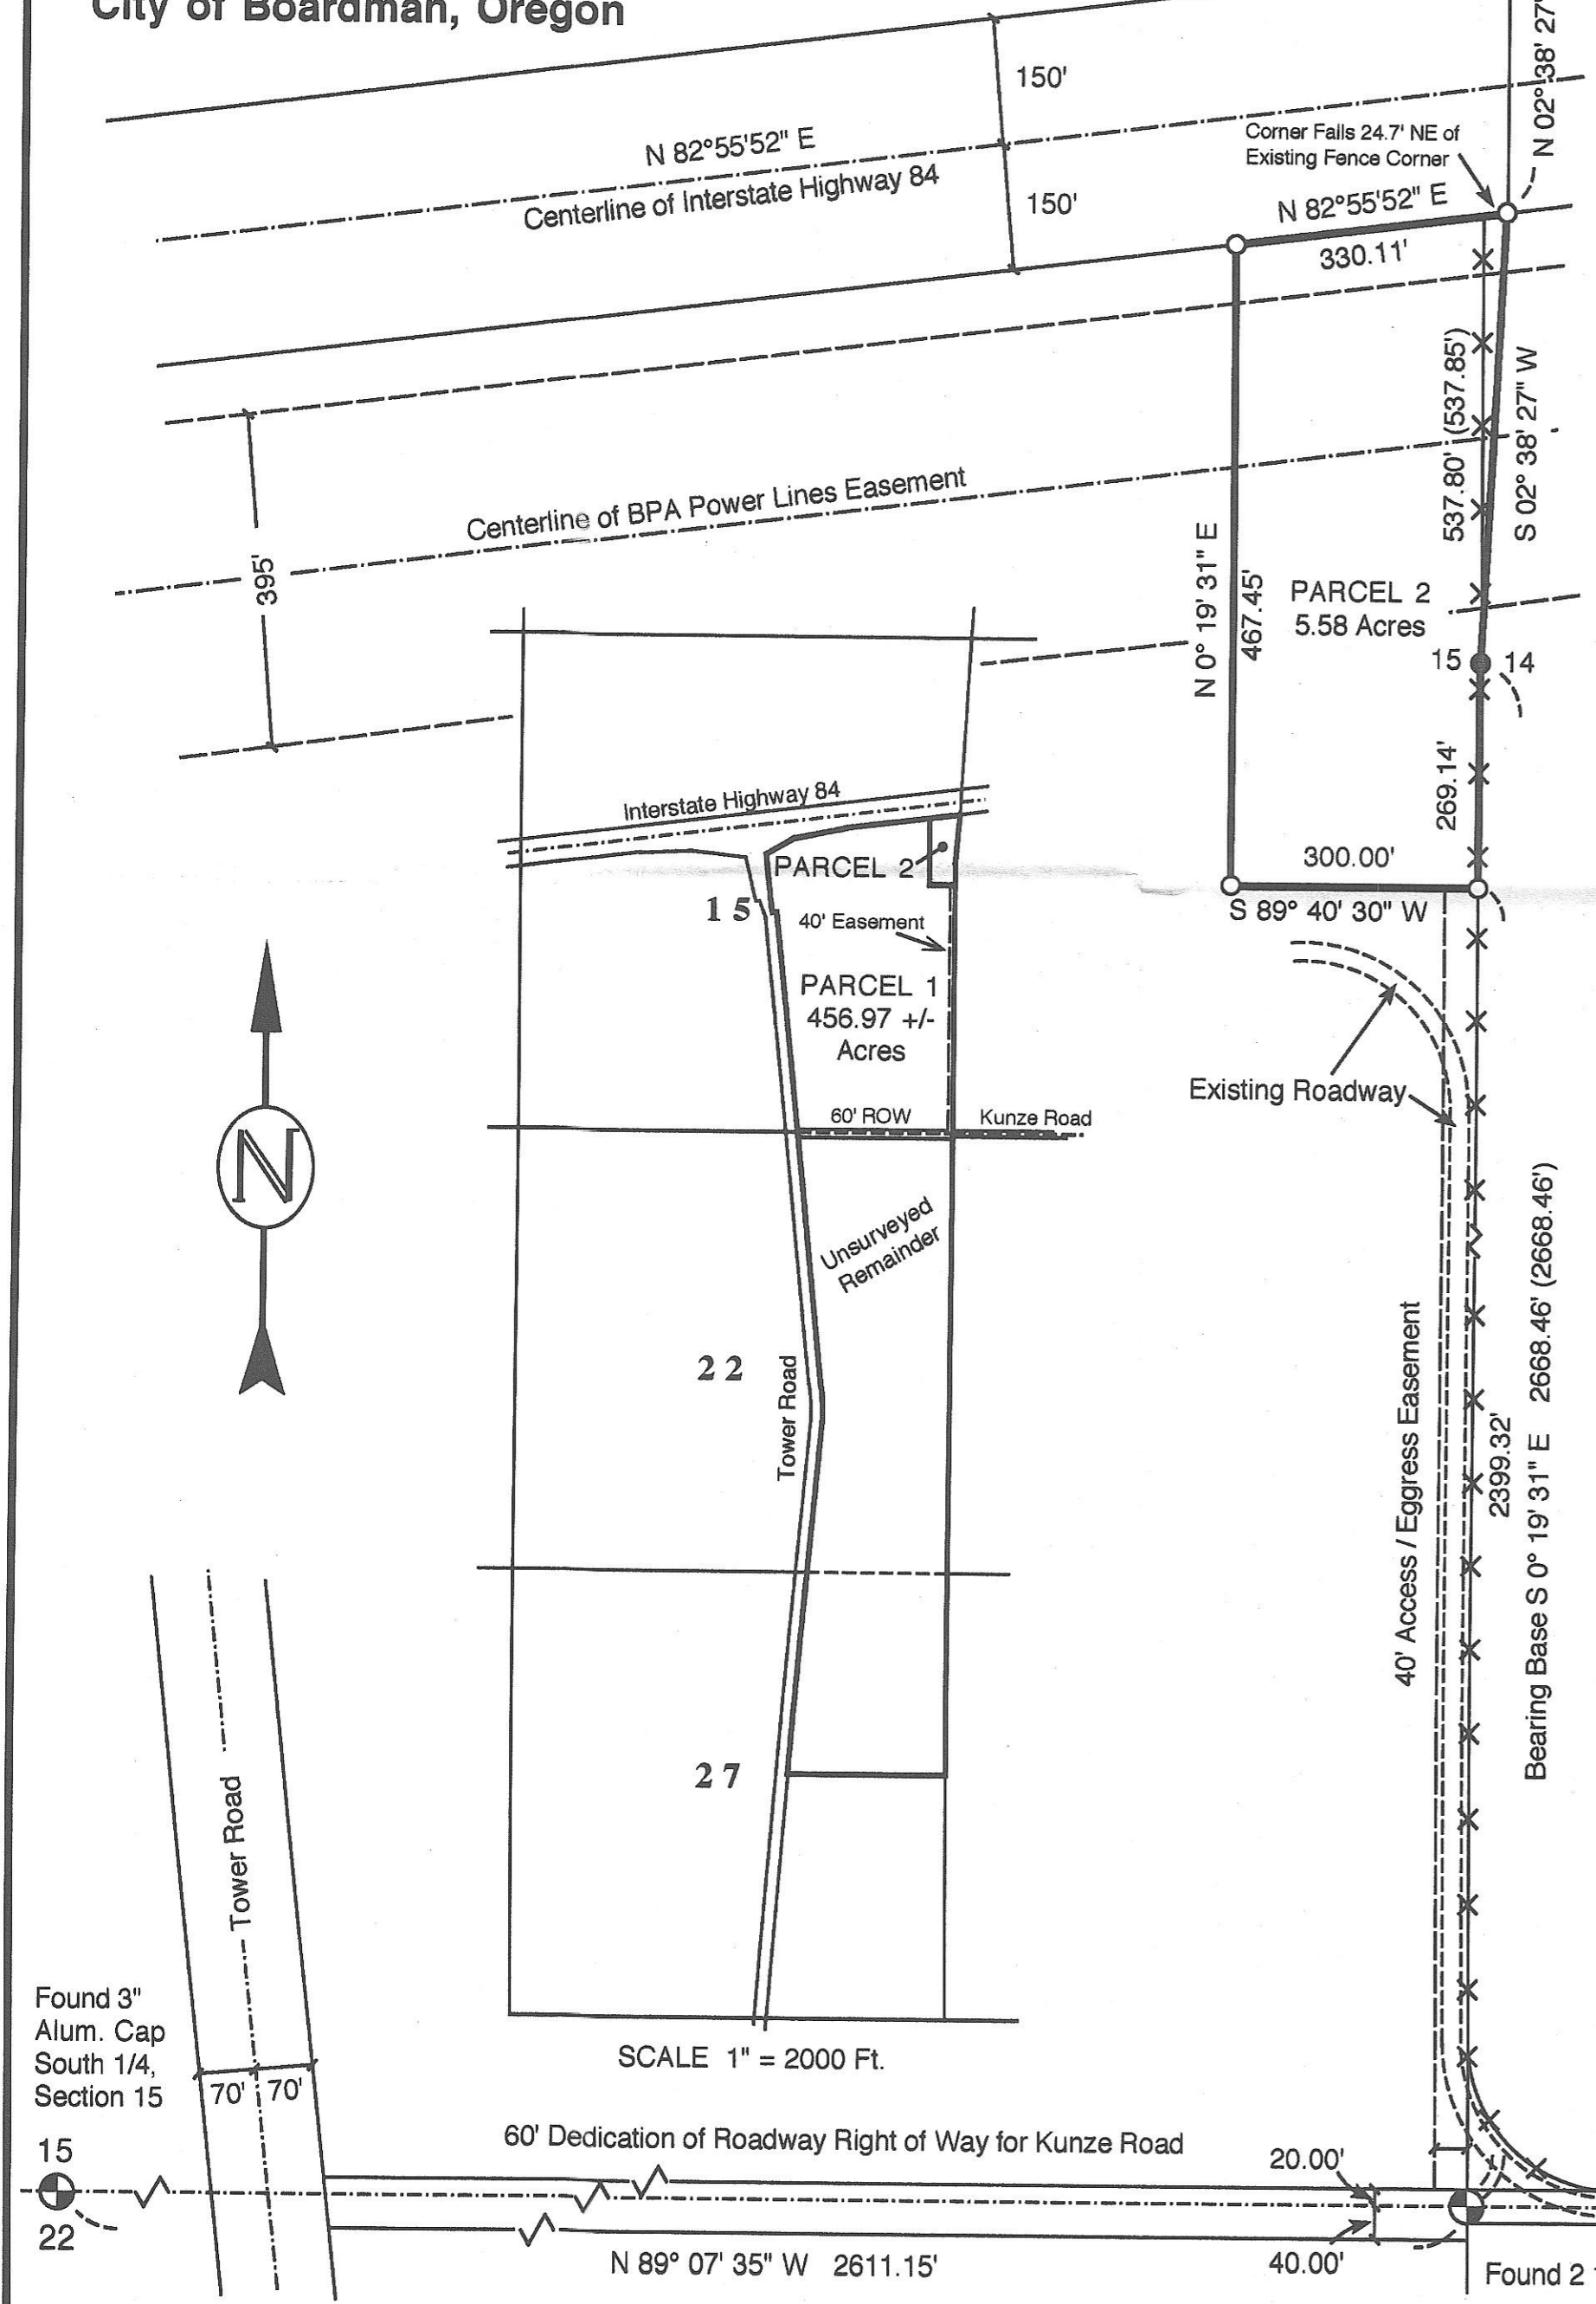 City of Boardman, Oregon
150'
N 82°55'52" E
Centerline of Interstate Highway 84
150'
N 02°38' 27"
Corner Falls 24.7' NE of
Existing Fence Corner
N 82°55'52" E
330.11'
537.80' (537.85')
S 02° 38' 27" W
Centerline of BPA Power Lines Easement
395'
N 0° 19' 31" E
467.45'
PARCEL 2
5.58 Acres
15 14
269.14'
300.00'
S 89° 40' 30" W
Interstate Highway 84
PARCEL 2
15
40' Easement
PARCEL 1
456.97 +/-
Acres
60' ROW
Kunze Road
Existing Roadway
N
Unsurveyed
Remainder
22
Tower Road
27
40' Access / Eggress Easement
2399.32'
Bearing Base S 0° 19' 31" E 2668.46' (2668.46')
Tower Road
Found 3"
Alum. Cap
South 1/4,
Section 15
70' 70'
SCALE 1" = 2000 Ft.
60' Dedication of Roadway Right of Way for Kunze Road
20.00'
15
22
N 89° 07' 35" W 2611.15'
40.00'
Found 2